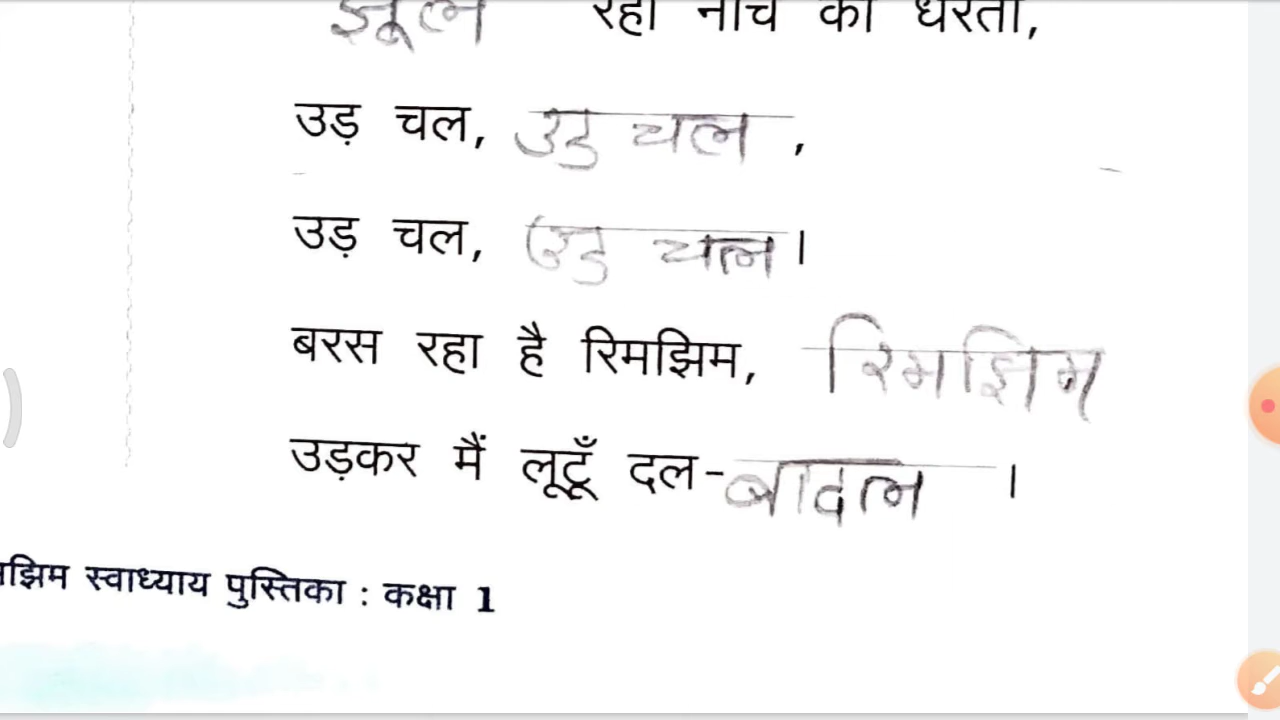 झूल रही नीचे की धरती,
उड़ चल, उड़ चल ,
उड़ चल, उड़ चल।
बरस रहा है रिमझिम, रिमझिम
उड़कर मैं लूटूँ दल-बादल ।
झिम स्वाध्याय पुस्तिका : कक्षा 1